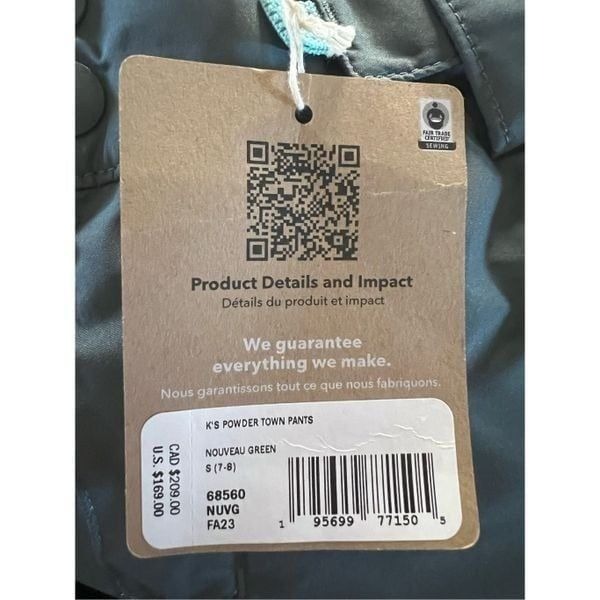 FAIR TRADE
CERTIFIED
SEWING
Product Details and Impact
Détails du produit et impact
We guarantee
everything we make.
Nous garantissons tout ce que nous fabriquons.
K'S POWDER TOWN PANTS
NOUVEAU GREEN
S (7-8)
68560
NUVG
FA23
CAD $209.00
U.S. $169.00
1 95699 77150 5